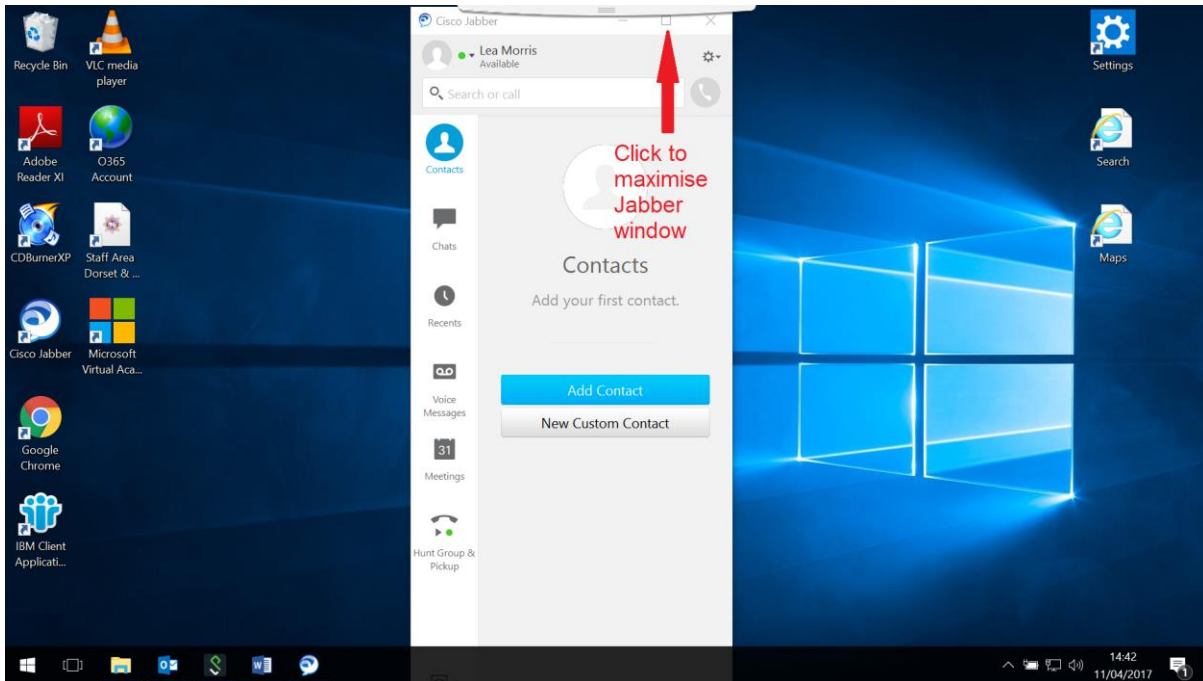 Recycle Bin
VLC media
player
Adobe
Reader XI
O365
Account
CDBurnerXP
Staff Area
Dorset & ...
Cisco Jabber
Microsoft
Virtual Aca...
Google
Chrome
IBM Client
Applicati...
Cisco Jabber
Lea Morris
Available
Search or call
Contacts
Chats
Recents
Voice
Messages
31
Meetings
Hunt Group &
Pickup
Click to
maximise
Jabber
window
Contacts
Add your first contact.
Add Contact
New Custom Contact
Settings
Search
Maps
14:42
11/04/2017
1